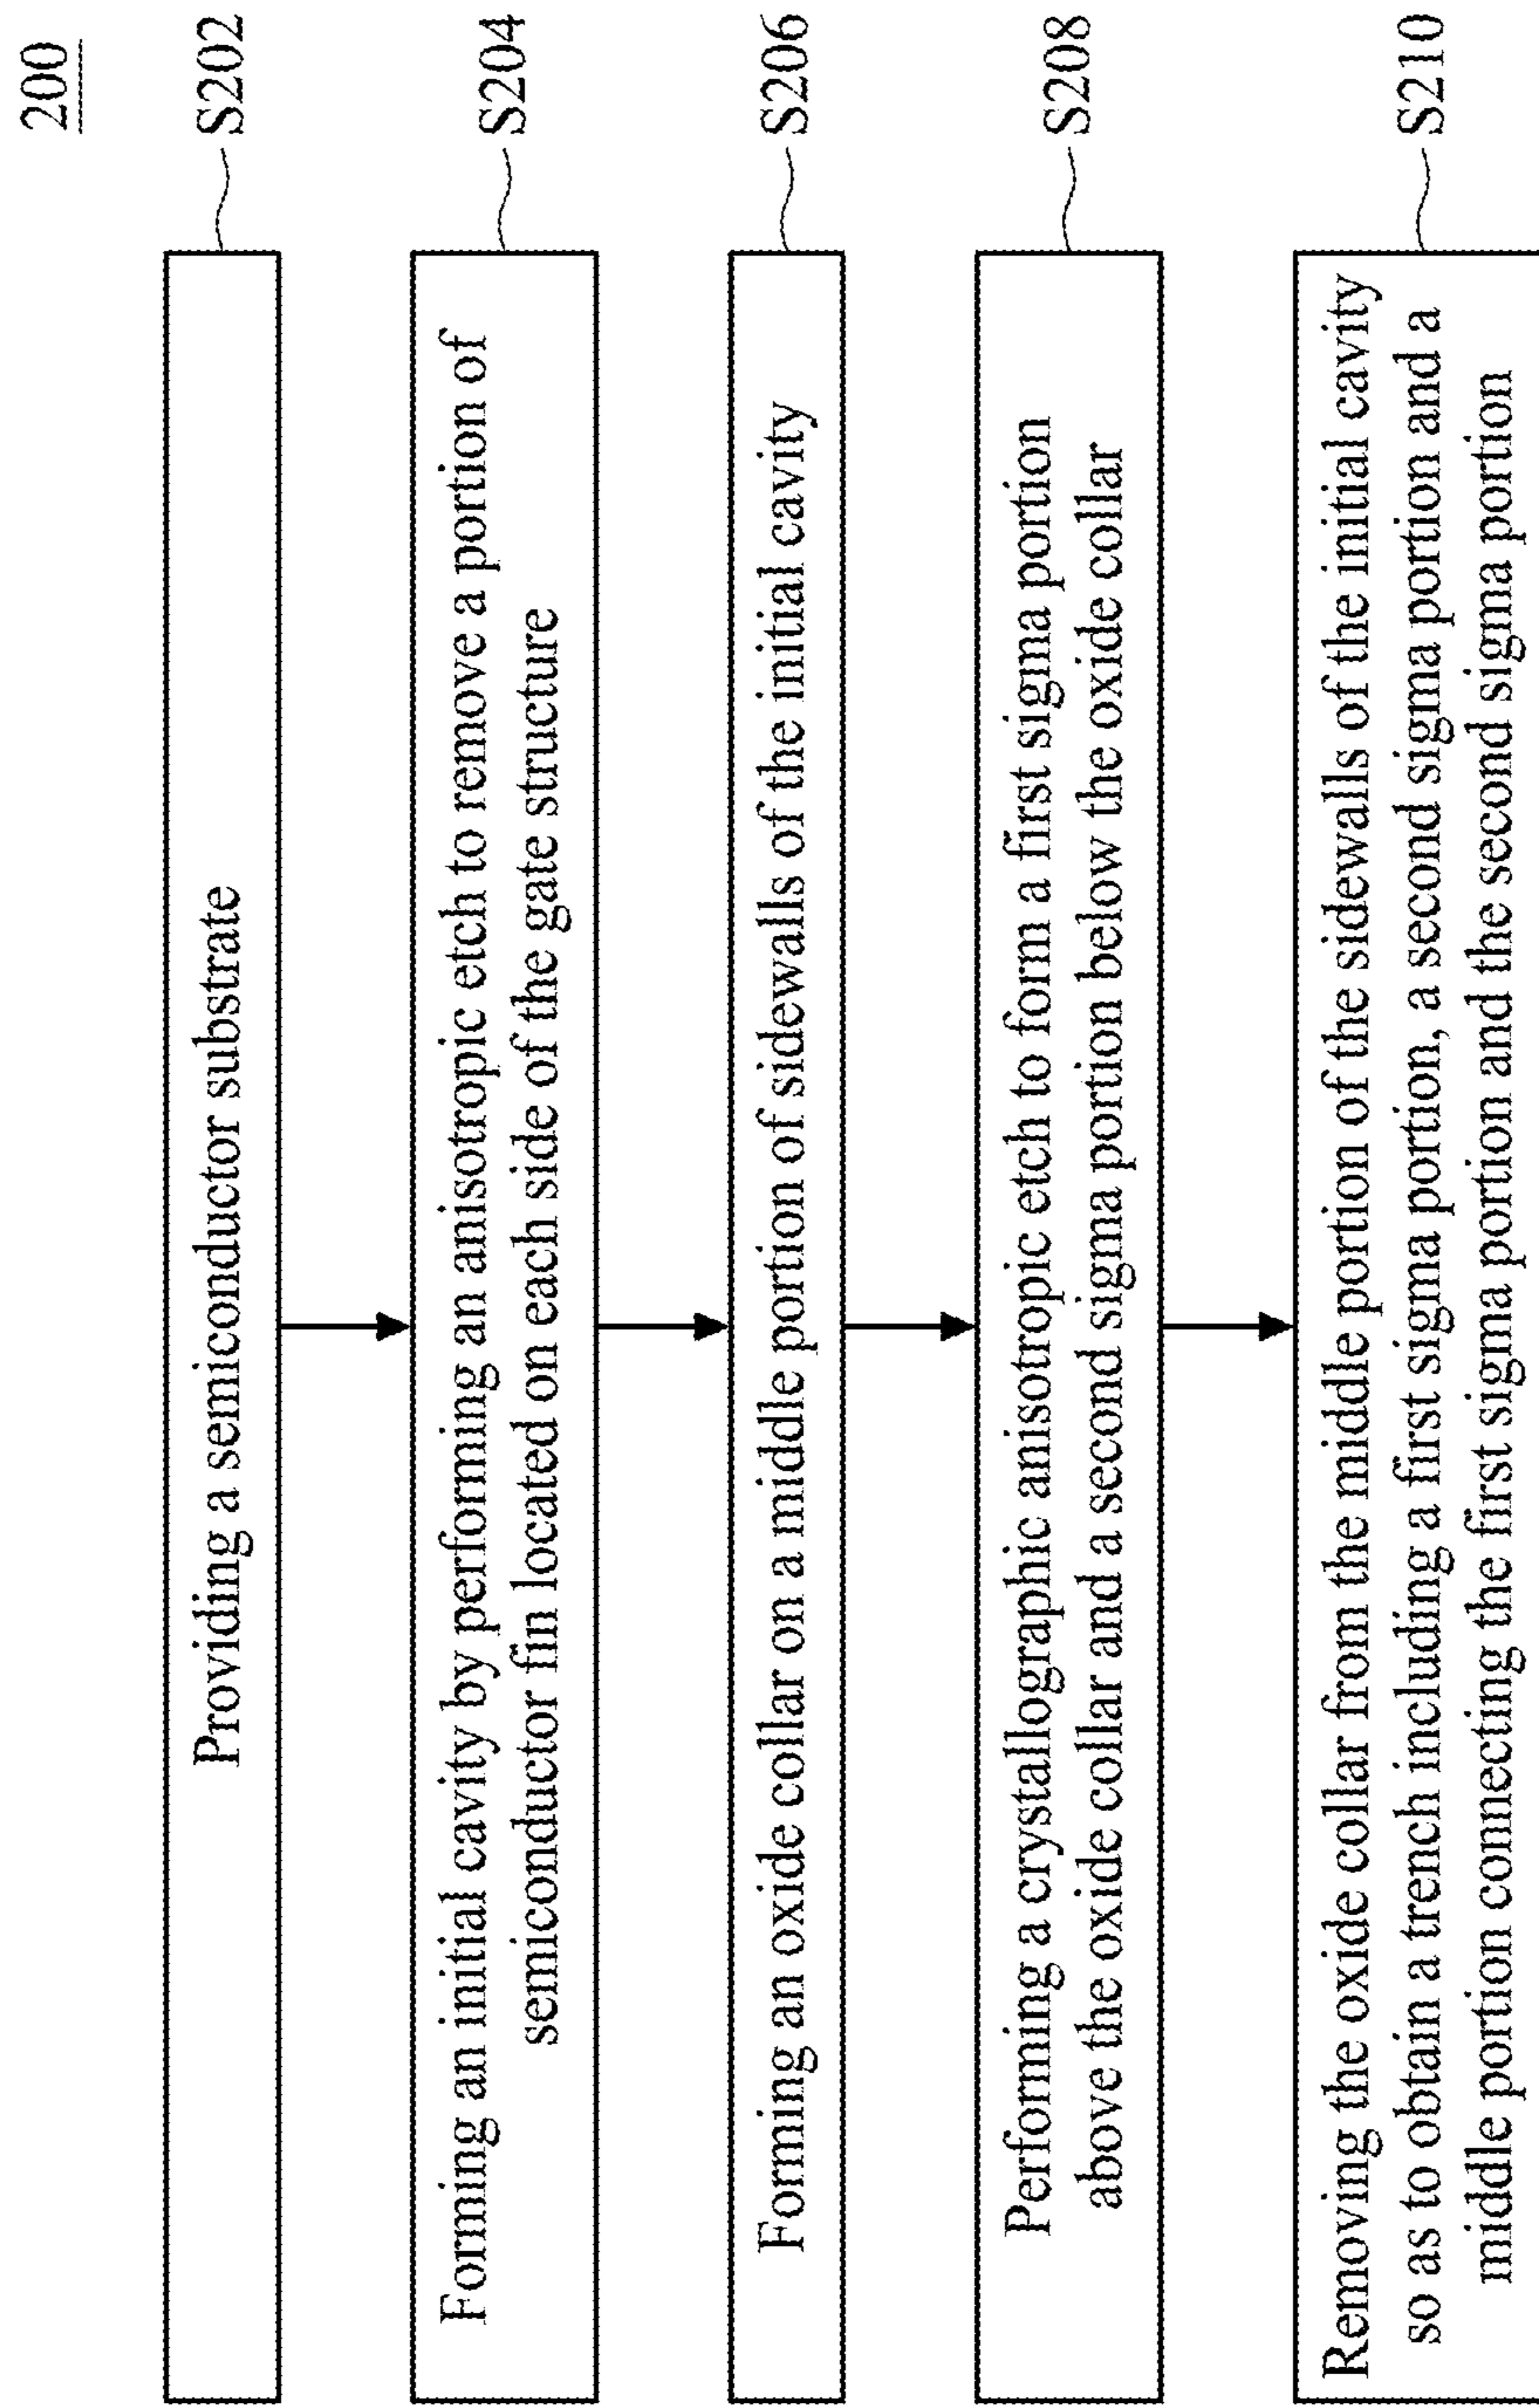 200
Providing a semiconductor substrate
S202
Forming an initial cavity by performing an anisotropic etch to remove a portion of
semiconductor fin located on each side of the gate structure
S204
Forming an oxide collar on a middle portion of sidewalls of the initial cavity
S206
Performing a crystallographic anisotropic etch to form a first sigma portion
above the oxide collar and a second sigma portion below the oxide collar
S208
Removing the oxide collar from the middle portion of the sidewalls of the initial cavity
so as to obtain a trench including a first sigma portion, a second sigma portion and a
middle portion connecting the first sigma portion and the second sigma portion
S210